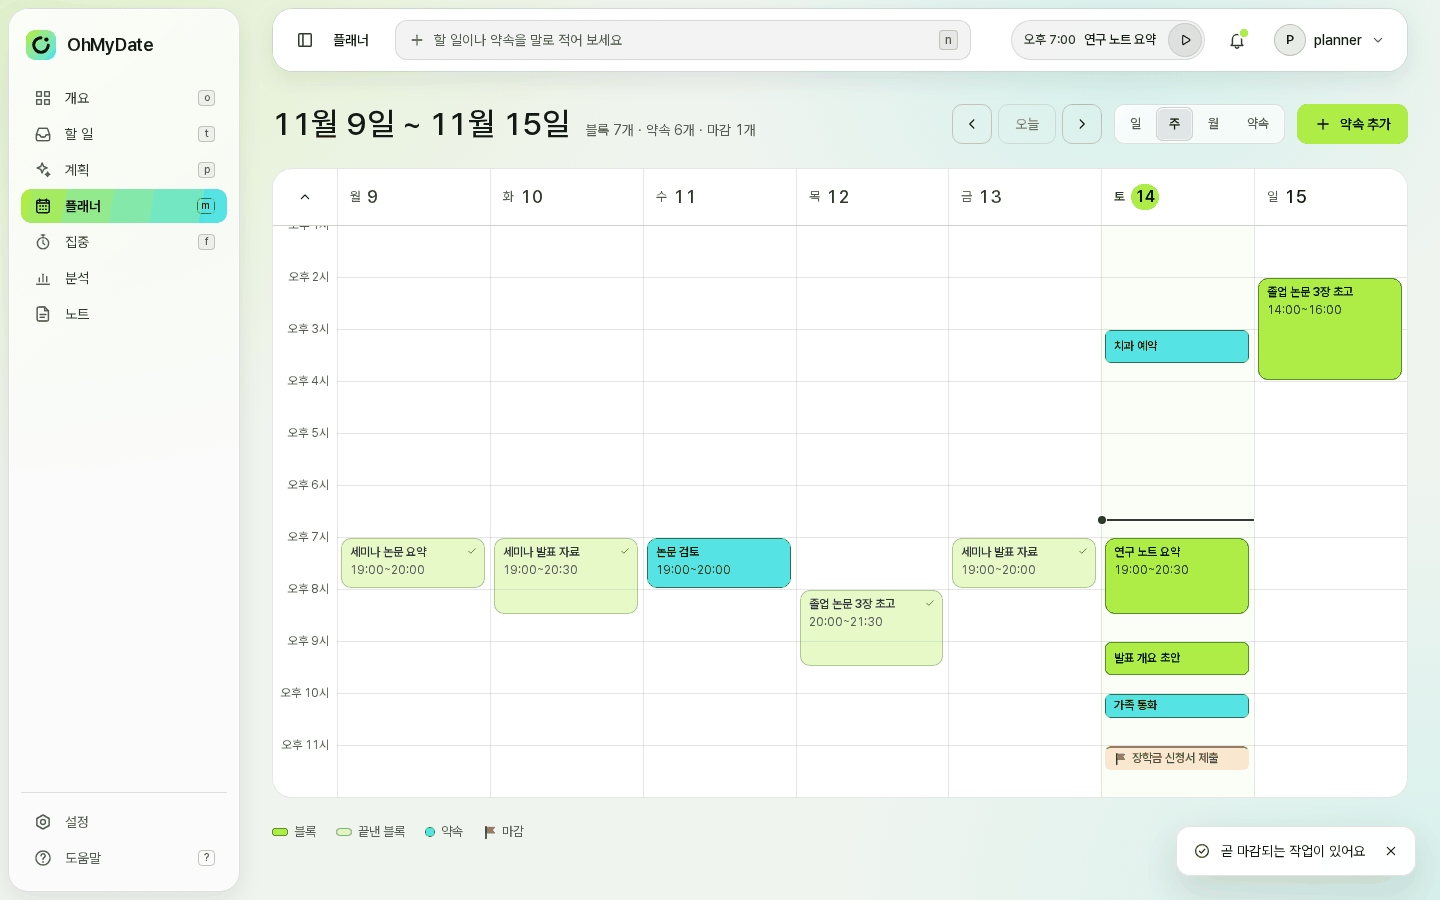 OhMyDate
개요 o
할 일 t
계획 p
플래너 m
집중 f
분석
노트
설정
도움말 ?
플래너
할 일이나 약속을 말로 적어 보세요 n
오후 7:00 연구 노트 요약
P planner
11월 9일 ~ 11월 15일 블록 7개 · 약속 6개 · 마감 1개
오늘
일 주 월 약속
약속 추가
월 9 화 10 수 11 목 12 금 13 토 14 일 15
오후 1시
오후 2시
오후 3시
오후 4시
오후 5시
오후 6시
오후 7시
오후 8시
오후 9시
오후 10시
오후 11시
세미나 논문 요약
19:00~20:00
세미나 발표 자료
19:00~20:30
논문 검토
19:00~20:00
졸업 논문 3장 초고
20:00~21:30
세미나 발표 자료
19:00~20:00
치과 예약
연구 노트 요약
19:00~20:30
발표 개요 초안
가족 통화
장학금 신청서 제출
졸업 논문 3장 초고
14:00~16:00
블록 끝낸 블록 약속 마감
곧 마감되는 작업이 있어요